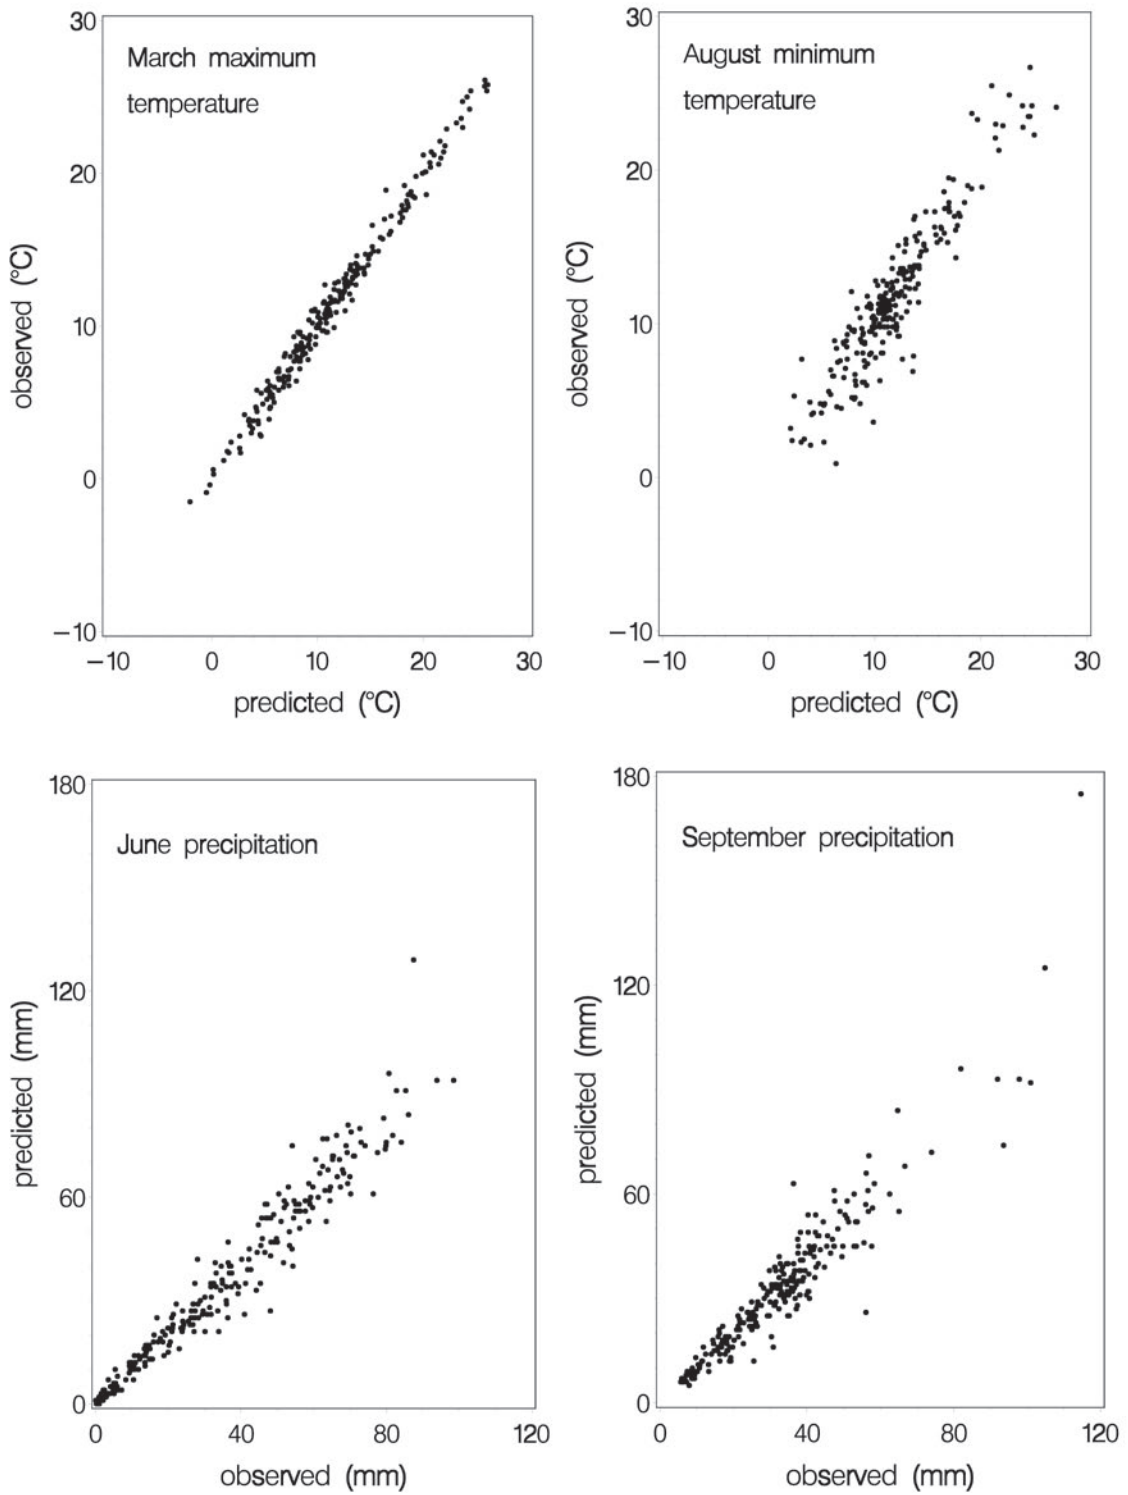 March maximum
temperature
30
20
10
0
−10
observed (°C)
−10 0 10 20 30
predicted (°C)
August minimum
temperature
30
20
10
0
−10
observed (°C)
−10 0 10 20 30
predicted (°C)
June precipitation
180
120
60
0
predicted (mm)
0 40 80 120
observed (mm)
September precipitation
180
120
60
0
predicted (mm)
0 40 80 120
observed (mm)